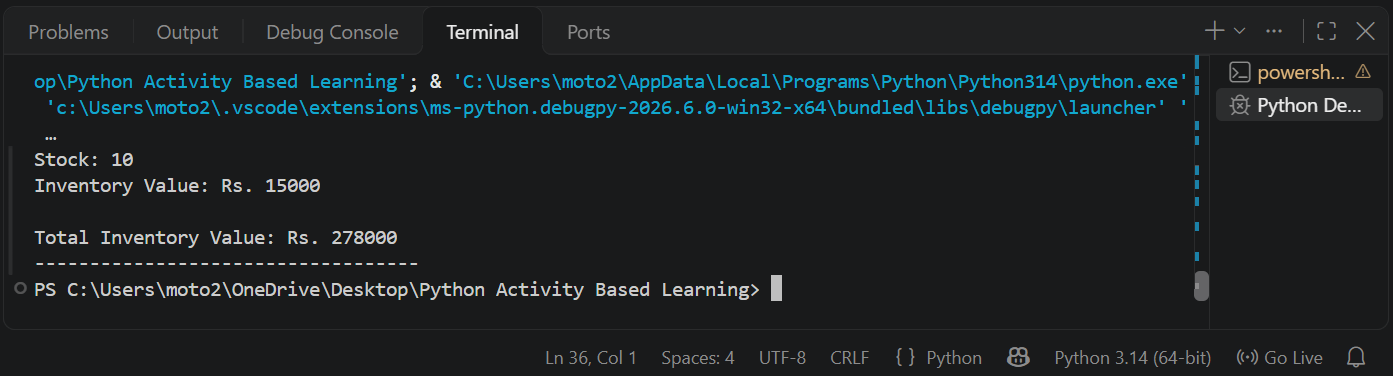 Problems Output Debug Console Terminal Ports
op\Python Activity Based Learning'; & 'C:\Users\moto2\AppData\Local\Programs\Python\Python314\python.exe'
'c:\Users\moto2\.vscode\extensions\ms-python.debugpy-2026.6.0-win32-x64\bundled\libs\debugpy\launcher' '
…
Stock: 10
Inventory Value: Rs. 15000
Total Inventory Value: Rs. 278000
-----------------------------------
PS C:\Users\moto2\OneDrive\Desktop\Python Activity Based Learning>
powersh...
Python De...
Ln 36, Col 1 Spaces: 4 UTF-8 CRLF { } Python Python 3.14 (64-bit) Go Live